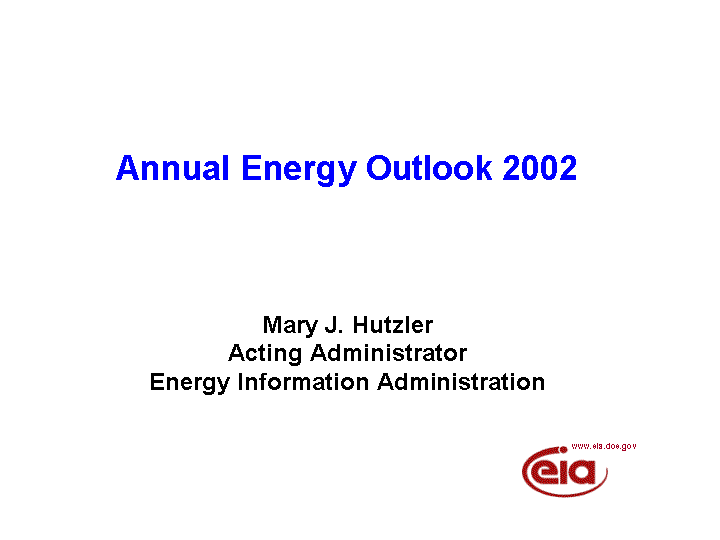 Annual Energy Outlook 2002
Mary J. Hutzler
Acting Administrator
Energy Information Administration
www.eia.doe.gov
eia